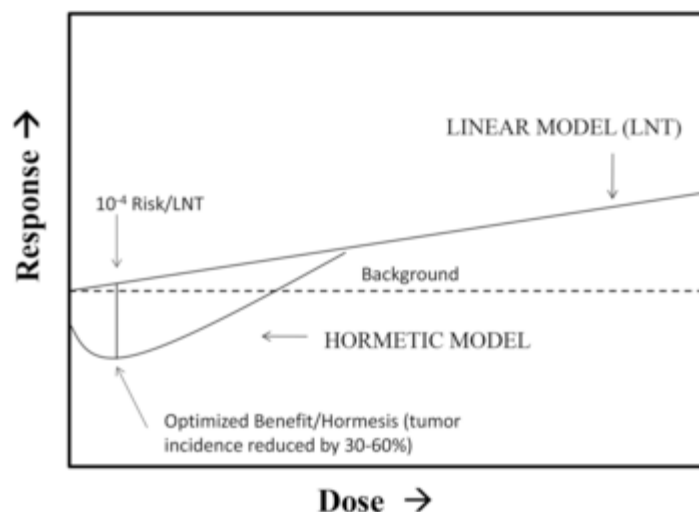 LINEAR MODEL (LNT)
10-4 Risk/LNT
Response →
Background
HORMETIC MODEL
Optimized Benefit/Hormesis (tumor
incidence reduced by 30-60%)
Dose →